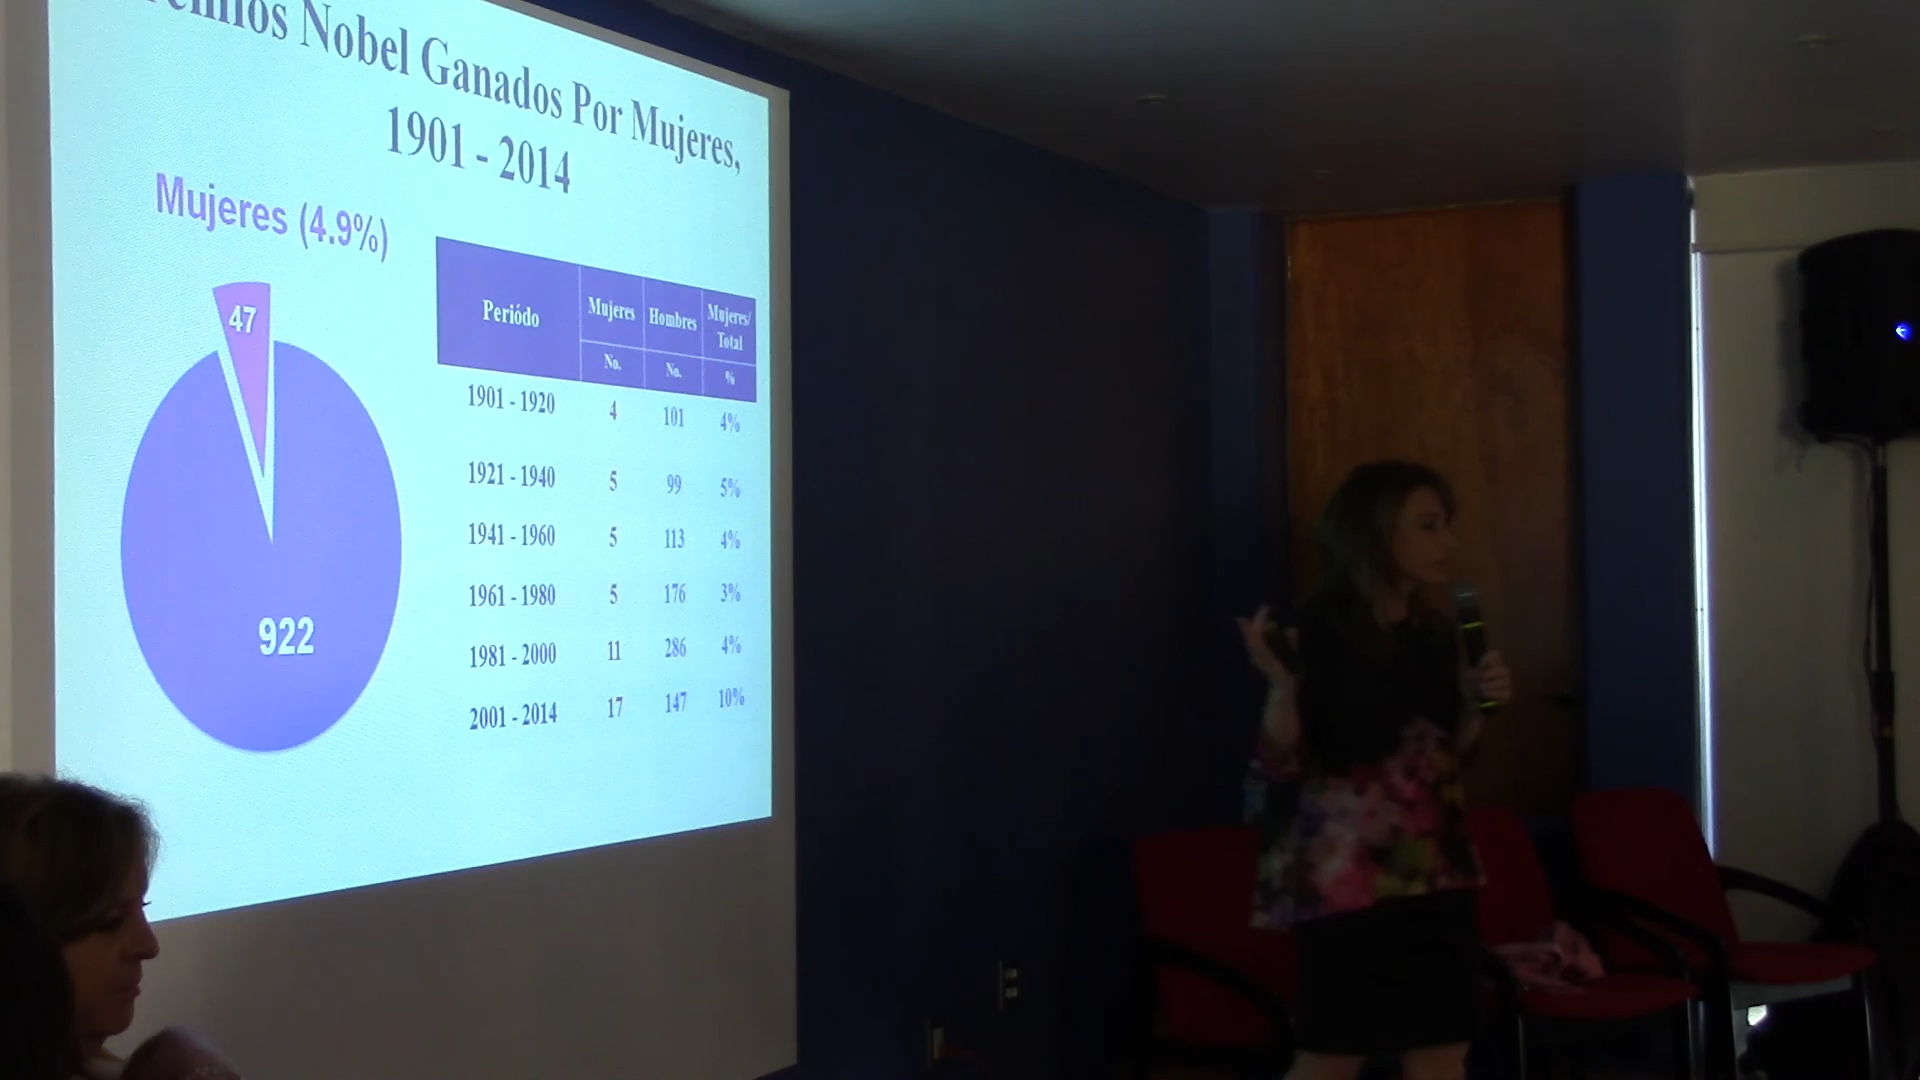 Nobel Ganados Por Mujeres,
1901 - 2014
Mujeres (4.9%)
47
922
Periódo Mujeres Hombres Mujeres/
Total
No. No. %
1901 - 1920 4 101 4%
1921 - 1940 5 99 5%
1941 - 1960 5 113 4%
1961 - 1980 5 176 3%
1981 - 2000 11 286 4%
2001 - 2014 17 147 10%